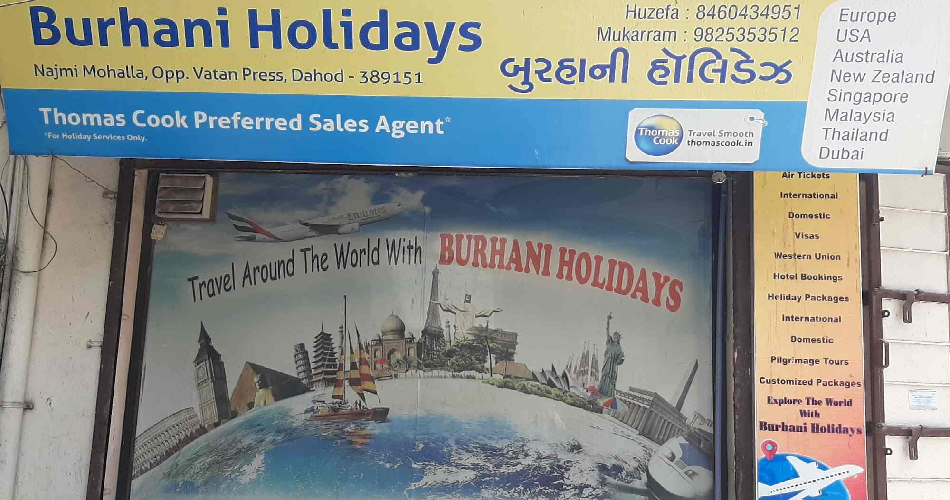 Burhani Holidays
Najmi Mohalla, Opp. Vatan Press, Dahod - 389151
Huzefa : 8460434951
Mukarram : 9825353512
બુરહાની હૉલિડેઝ
Europe
USA
Australia
New Zealand
Singapore
Malaysia
Thailand
Dubai
Thomas Cook Preferred Sales Agent*
*For Holiday Services Only.
Thomas Cook
Travel Smooth
thomascook.in
Emirates
Travel Around The World With BURHANI HOLIDAYS
Air Tickets
International
Domestic
Visas
Western Union
Hotel Bookings
Holiday Packages
International
Domestic
Pilgrimage Tours
Customized Packages
Explore The World
With
Burhani Holidays